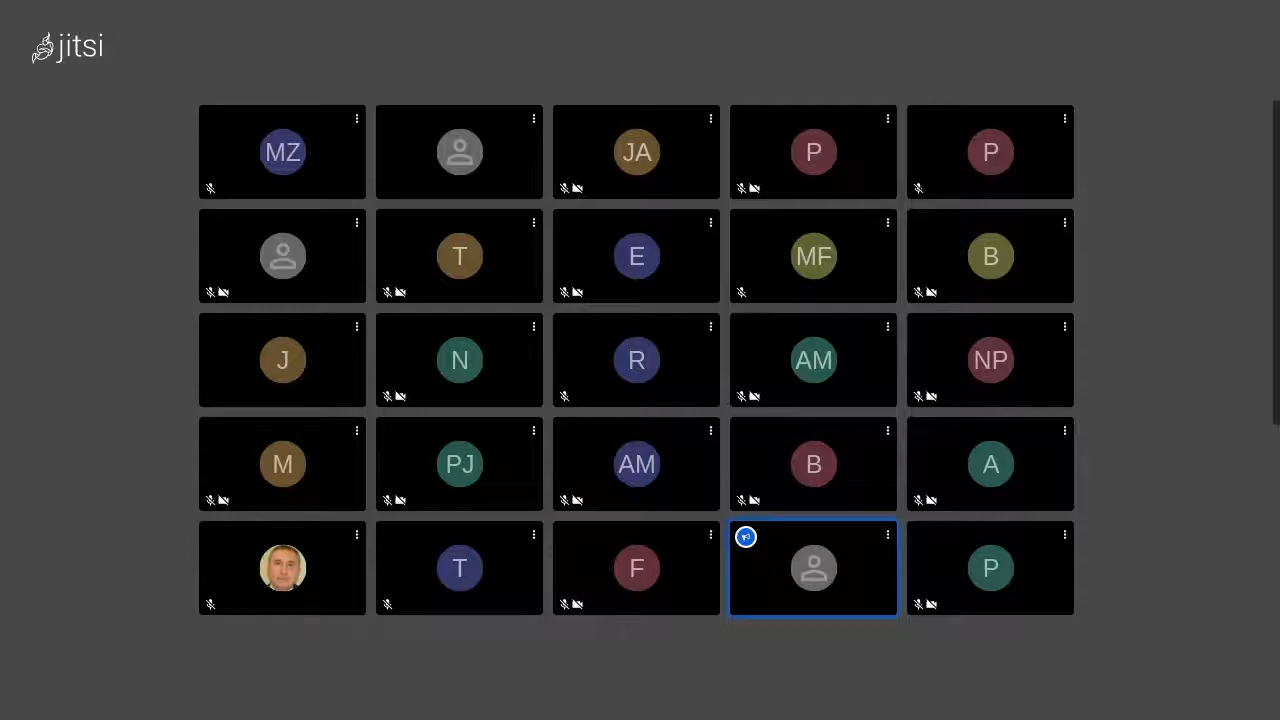 jitsi
MZ JA P P
T E MF B
J N R AM NP
M PJ AM B A
T F P